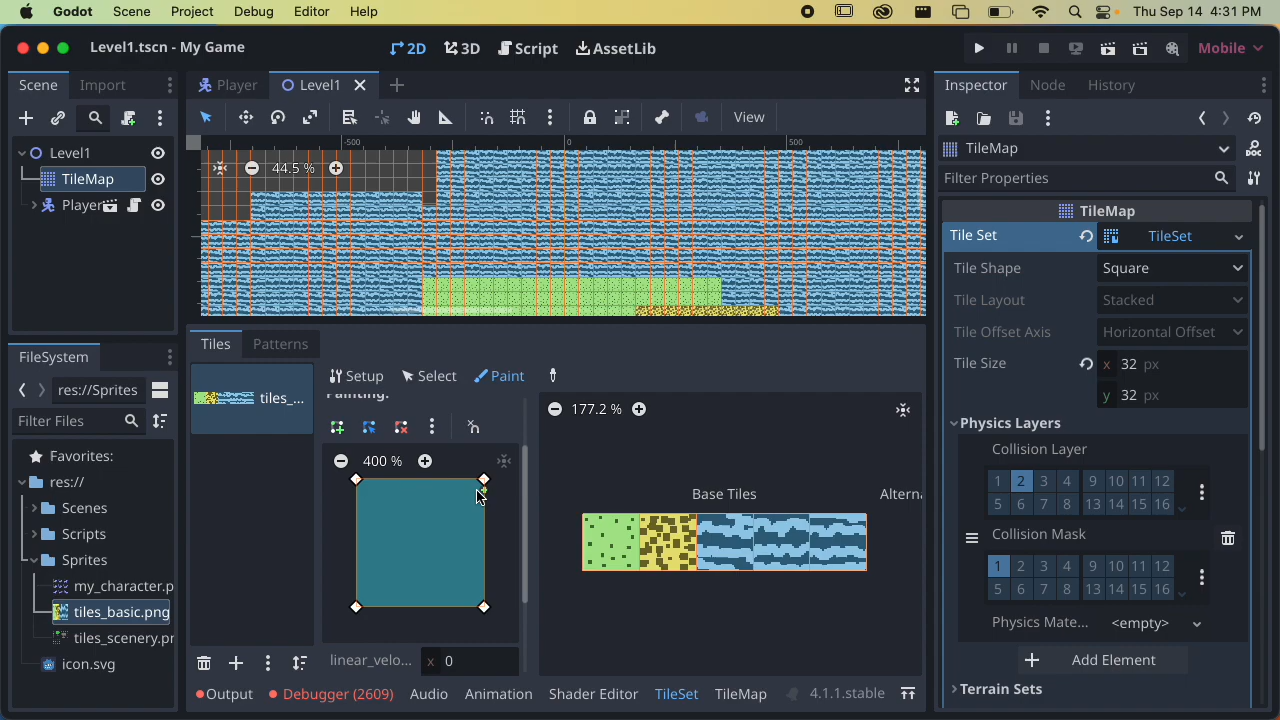 Godot Scene Project Debug Editor Help Thu Sep 14 4:31 PM
Level1.tscn - My Game 2D 3D Script AssetLib Mobile
Scene Import Player Level1 Inspector Node History
View
Level1
-500 0 500
TileMap
44.5 %
TileMap
Filter Properties
Player
TileMap
Tile Set TileSet
Tile Shape Square
Tile Layout Stacked
Tile Offset Axis Horizontal Offset
Tile Size x 32 px
y 32 px
FileSystem
res://Sprites
Filter Files
Favorites:
res://
Scenes
Scripts
Sprites
my_character.p
tiles_basic.png
tiles_scenery.pr
icon.svg
Tiles Patterns
tiles_...
Setup Select Paint
Painting:
400 %
177.2 %
Base Tiles Alterna
linear_velo... x 0
Physics Layers
Collision Layer
1 2 3 4 9 10 11 12
5 6 7 8 13 14 15 16
Collision Mask
1 2 3 4 9 10 11 12
5 6 7 8 13 14 15 16
Physics Mate... <empty>
Add Element
Terrain Sets
Output Debugger (2609) Audio Animation Shader Editor TileSet TileMap 4.1.1.stable